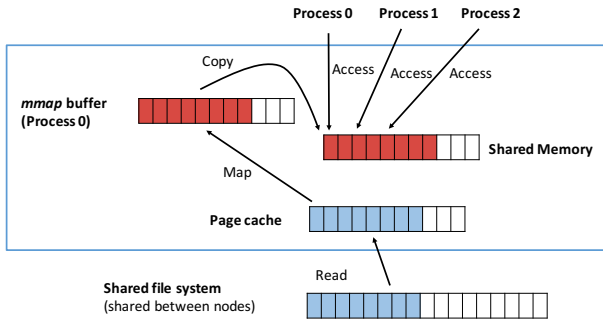 Process 0 Process 1 Process 2
Copy
Access Access Access
mmap buffer
(Process 0)
Shared Memory
Map
Page cache
Read
Shared file system
(shared between nodes)